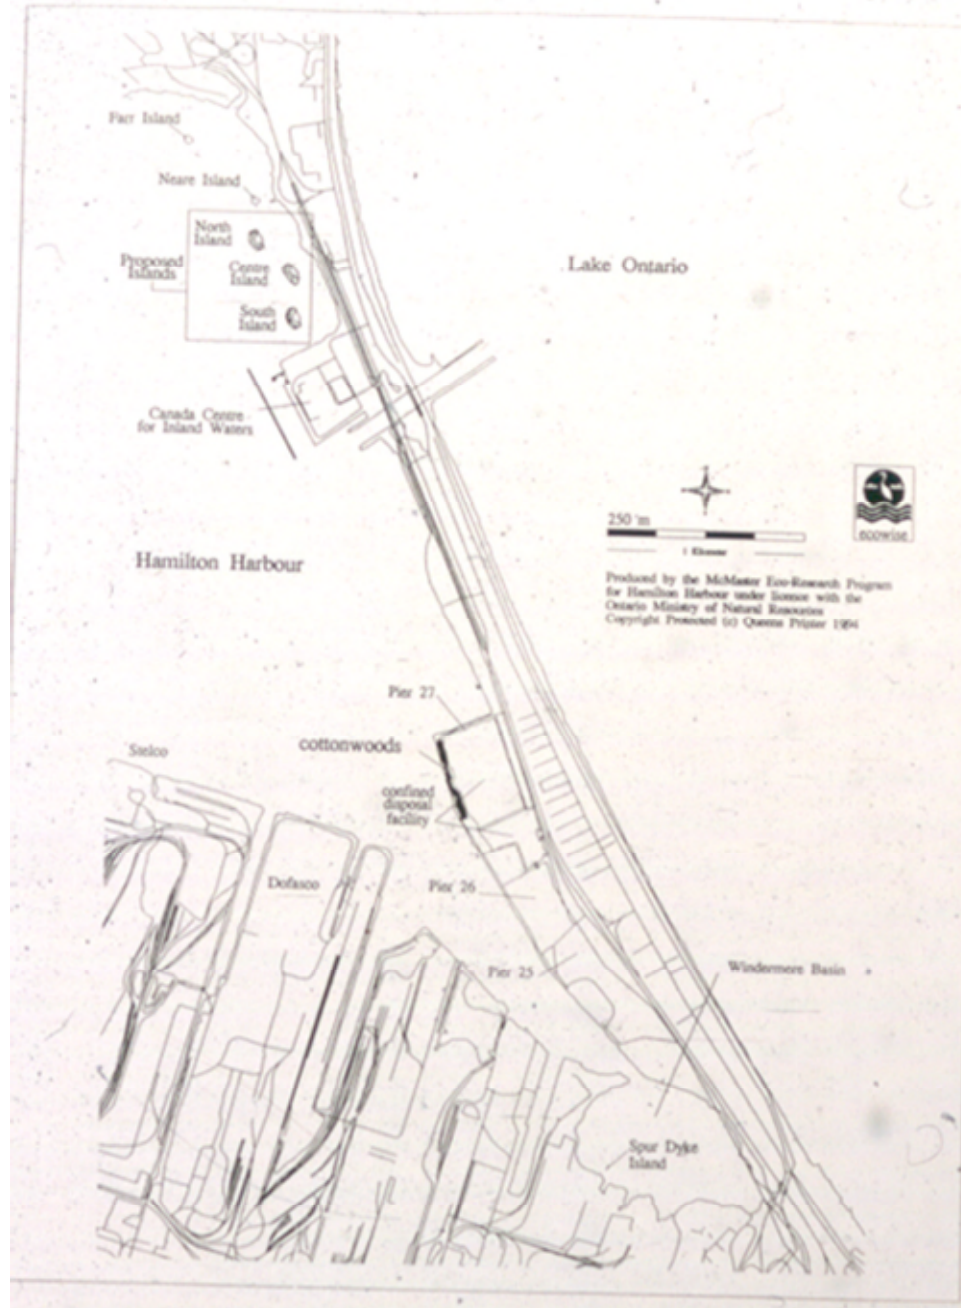 Farr Island
Neare Island
North
Island
Proposed
Islands
Centre
Island
South
Island
Lake Ontario
Canada Centre
for Inland Waters
250 m
1 Kilometer
ecowise
Hamilton Harbour
Produced by the McMaster Eco-Research Program
for Hamilton Harbour under licence with the
Ontario Ministry of Natural Resources
Copyright Protected (c) Queens Printer 1994
Pier 27
cottonwoods
Stelco
confined
disposal
facility
Dofasco
Pier 26
Pier 25
Windermere Basin
Spur Dyke
Island